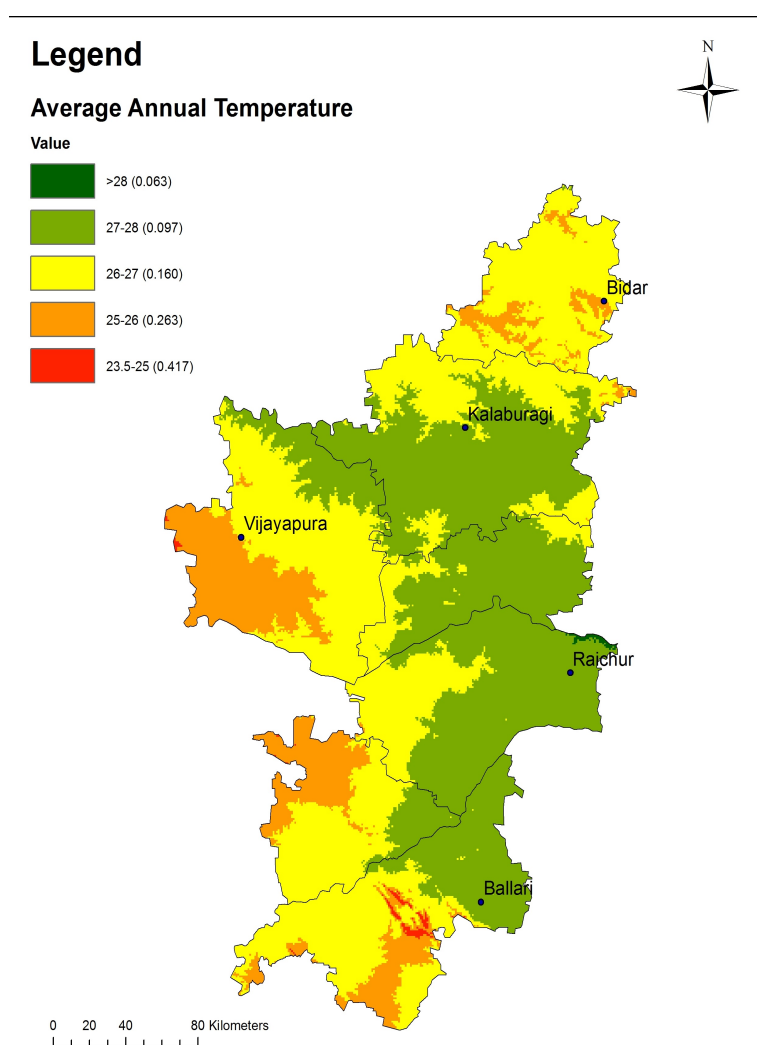 Legend
N
Average Annual Temperature
Value
>28 (0.063)
27-28 (0.097)
26-27 (0.160)
25-26 (0.263)
23.5-25 (0.417)
Bidar
Kalaburagi
Vijayapura
Raichur
Ballari
0 20 40 80 Kilometers